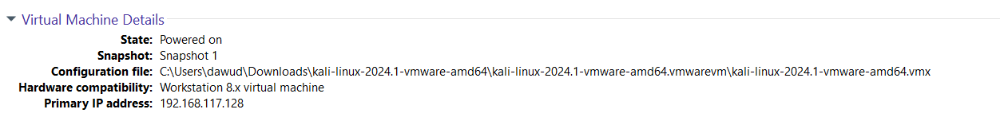 Virtual Machine Details
State: Powered on
Snapshot: Snapshot 1
Configuration file: C:\Users\dawud\Downloads\kali-linux-2024.1-vmware-amd64\kali-linux-2024.1-vmware-amd64.vmwarevm\kali-linux-2024.1-vmware-amd64.vmx
Hardware compatibility: Workstation 8.x virtual machine
Primary IP address: 192.168.117.128